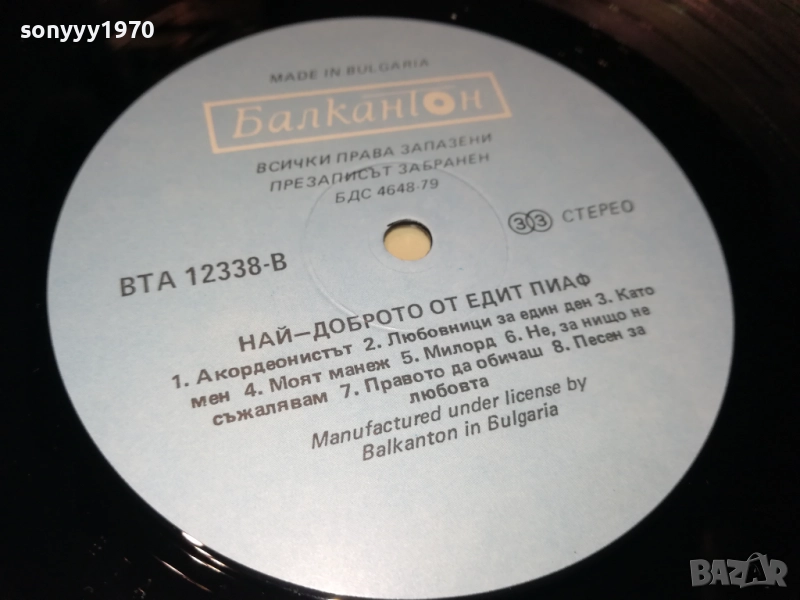 sonyyy1970
MADE IN BULGARIA
Балкантон
ВСИЧКИ ПРАВА ЗАПАЗЕНИ
ПРЕЗАПИСЪТ ЗАБРАНЕН
БДС 4648-79
33 СТЕРЕО
ВТА 12338-В
НАЙ—ДОБРОТО ОТ ЕДИТ ПИАФ
1. Акордеонистът 2. Любовници за един ден 3. Като
мен 4. Моят манеж 5. Милорд 6. Не, за нищо не
съжалявам 7. Правото да обичаш 8. Песен за
любовта
Manufactured under license by
Balkanton in Bulgaria
BAZAR